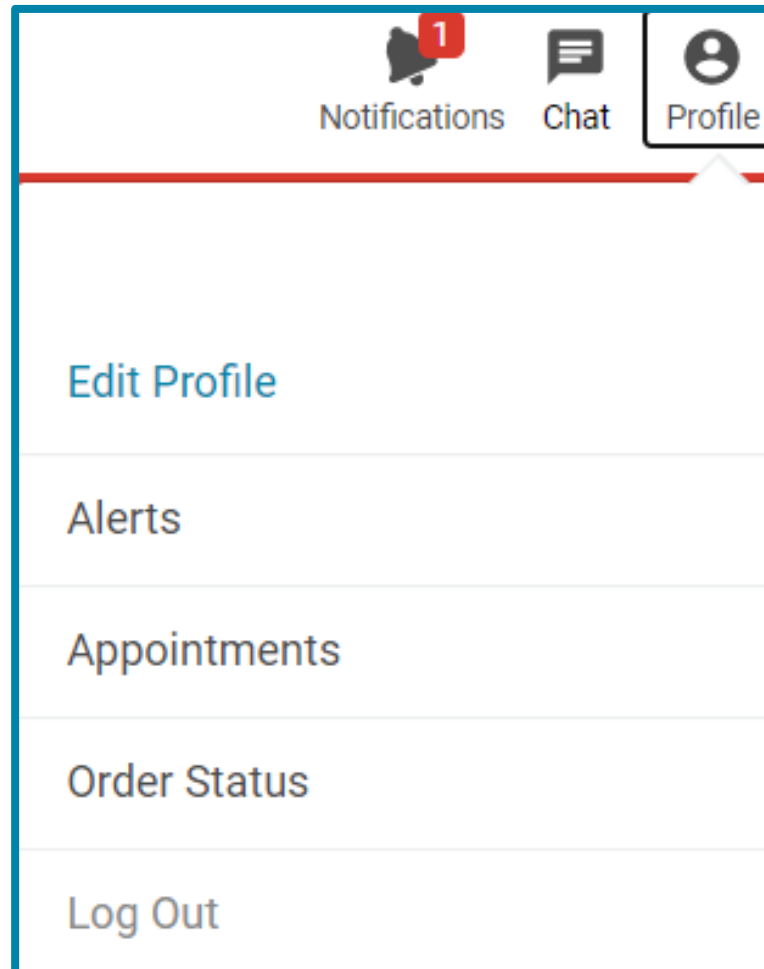 1
Notifications Chat Profile
Edit Profile
Alerts
Appointments
Order Status
Log Out